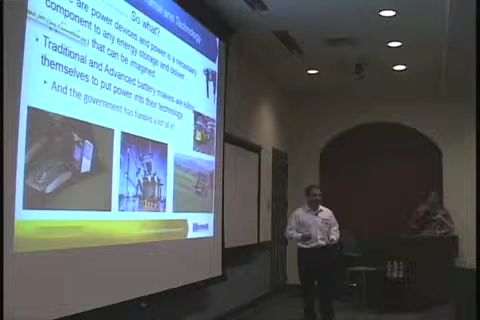 So what?
are power devices and power is a necessary
component to any energy storage and deliver
that can be imagined
• Traditional and Advanced battery makers are
themselves to put power into their technology
• And the government has funded a lot of it!
Maxwell